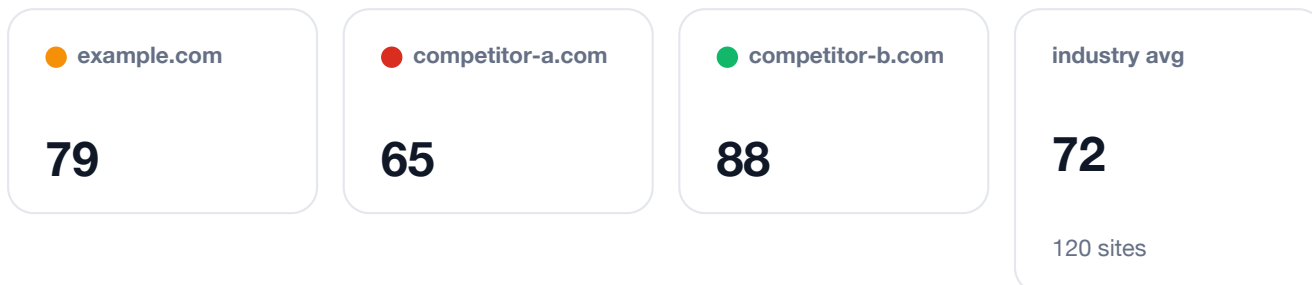 example.com
79
competitor-a.com
65
competitor-b.com
88
industry avg
72
120 sites